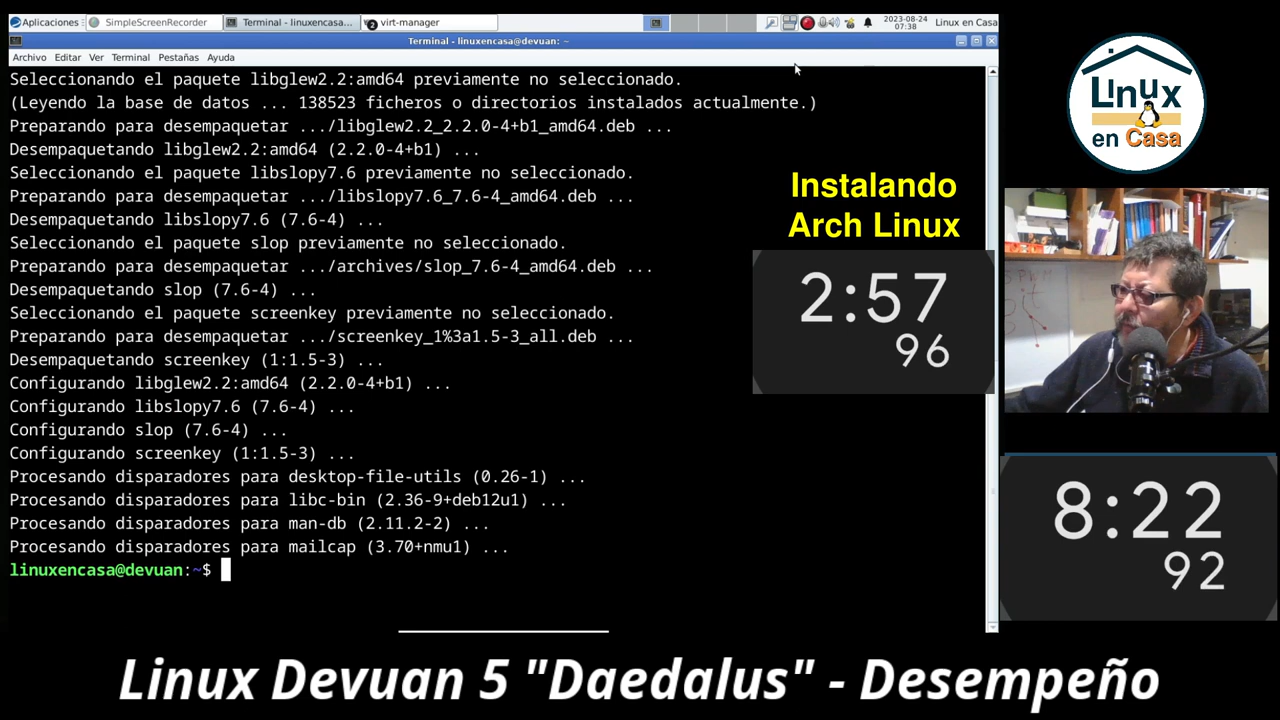 Aplicaciones
SimpleScreenRecorder
Terminal - linuxencasa...
2
virt-manager
2023-08-24
07:38
Linux en Casa
Terminal - linuxencasa@devuan: ~
Archivo Editar Ver Terminal Pestañas Ayuda
Seleccionando el paquete libglew2.2:amd64 previamente no seleccionado.
(Leyendo la base de datos ... 138523 ficheros o directorios instalados actualmente.)
Preparando para desempaquetar .../libglew2.2_2.2.0-4+b1_amd64.deb ...
Desempaquetando libglew2.2:amd64 (2.2.0-4+b1) ...
Seleccionando el paquete libslopy7.6 previamente no seleccionado.
Preparando para desempaquetar .../libslopy7.6_7.6-4_amd64.deb ...
Desempaquetando libslopy7.6 (7.6-4) ...
Seleccionando el paquete slop previamente no seleccionado.
Preparando para desempaquetar .../archives/slop_7.6-4_amd64.deb ...
Desempaquetando slop (7.6-4) ...
Seleccionando el paquete screenkey previamente no seleccionado.
Preparando para desempaquetar .../screenkey_1%3a1.5-3_all.deb ...
Desempaquetando screenkey (1:1.5-3) ...
Configurando libglew2.2:amd64 (2.2.0-4+b1) ...
Configurando libslopy7.6 (7.6-4) ...
Configurando slop (7.6-4) ...
Configurando screenkey (1:1.5-3) ...
Procesando disparadores para desktop-file-utils (0.26-1) ...
Procesando disparadores para libc-bin (2.36-9+deb12u1) ...
Procesando disparadores para man-db (2.11.2-2) ...
Procesando disparadores para mailcap (3.70+nmu1) ...
linuxencasa@devuan:~$
Instalando
Arch Linux
2:57
96
Linux
en Casa
8:22
92
Linux Devuan 5 "Daedalus" - Desempeño